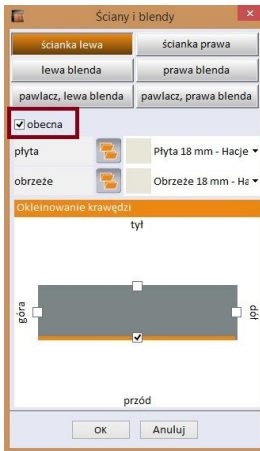 Ściany i blendy
ścianka lewa
ścianka prawa
lewa blenda
prawa blenda
pawlacz, lewa blenda
pawlacz, prawa blenda
obecna
płyta
Płyta 18 mm - Hacje
obrzeże
Obrzeże 18 mm - Ha
Okleinowanie krawędzi
tył
góra
dół
przód
OK
Anuluj